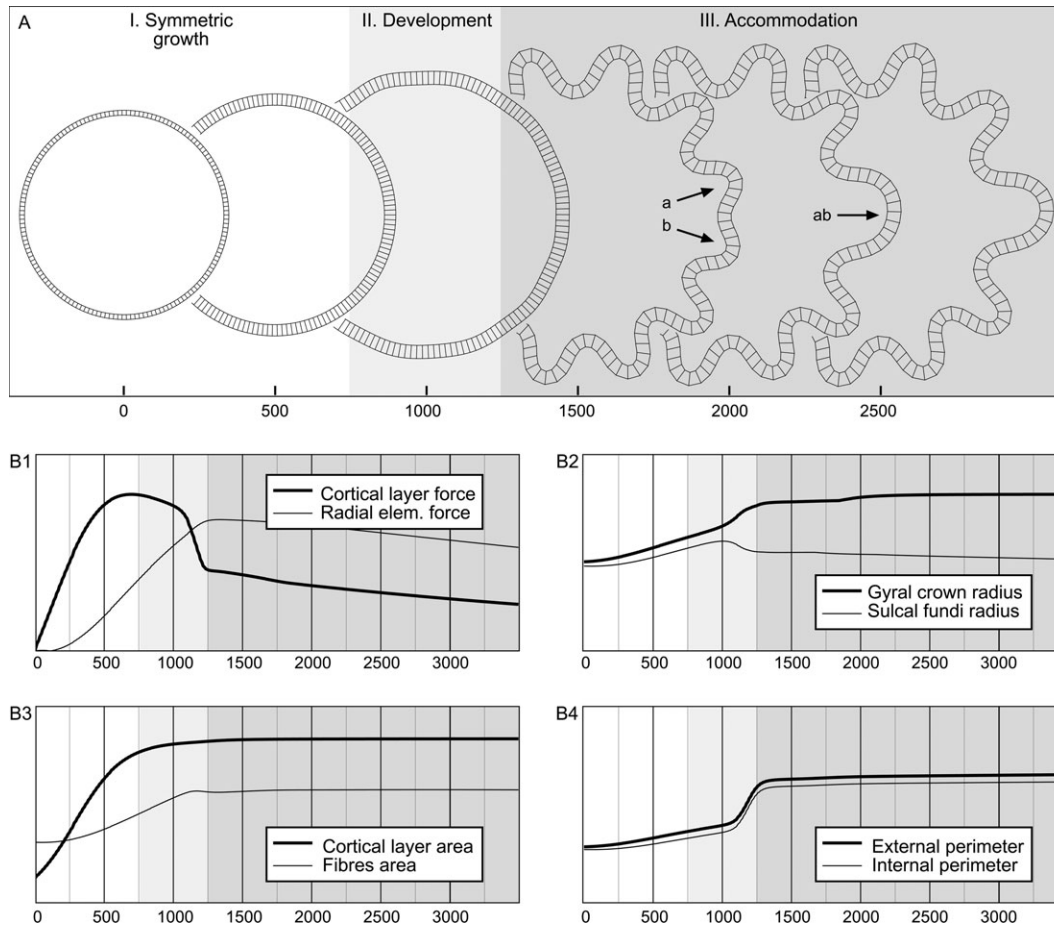 A
I. Symmetric
growth
II. Development
III. Accommodation
a
b
ab
0 500 1000 1500 2000 2500
B1
Cortical layer force
Radial elem. force
0 500 1000 1500 2000 2500 3000
B2
Gyral crown radius
Sulcal fundi radius
0 500 1000 1500 2000 2500 3000
B3
Cortical layer area
Fibres area
0 500 1000 1500 2000 2500 3000
B4
External perimeter
Internal perimeter
0 500 1000 1500 2000 2500 3000